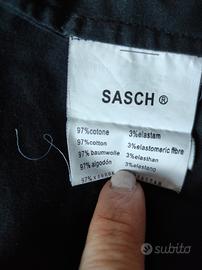 SASCH ®
97% cotone 3% elastam
97% cotton 3% elastomeric fibre
97% baumwolle 3% elasthan
97% algodón 3% elastano
subito